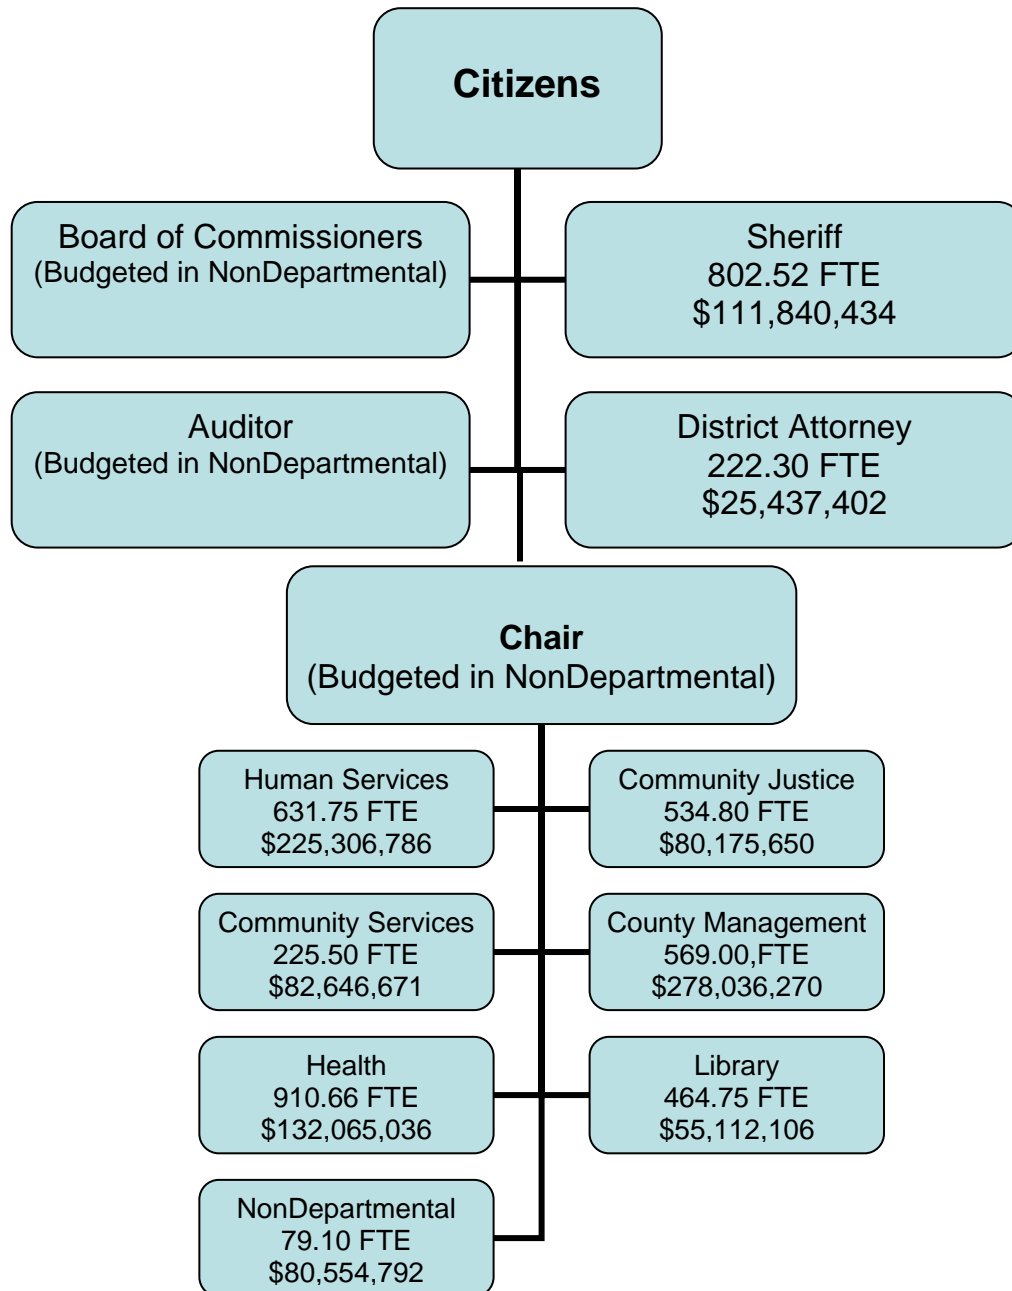 Citizens
Board of Commissioners
(Budgeted in NonDepartmental)
Sheriff
802.52 FTE
$111,840,434
Auditor
(Budgeted in NonDepartmental)
District Attorney
222.30 FTE
$25,437,402
Chair
(Budgeted in NonDepartmental)
Human Services
631.75 FTE
$225,306,786
Community Justice
534.80 FTE
$80,175,650
Community Services
225.50 FTE
$82,646,671
County Management
569.00,FTE
$278,036,270
Health
910.66 FTE
$132,065,036
Library
464.75 FTE
$55,112,106
NonDepartmental
79.10 FTE
$80,554,792